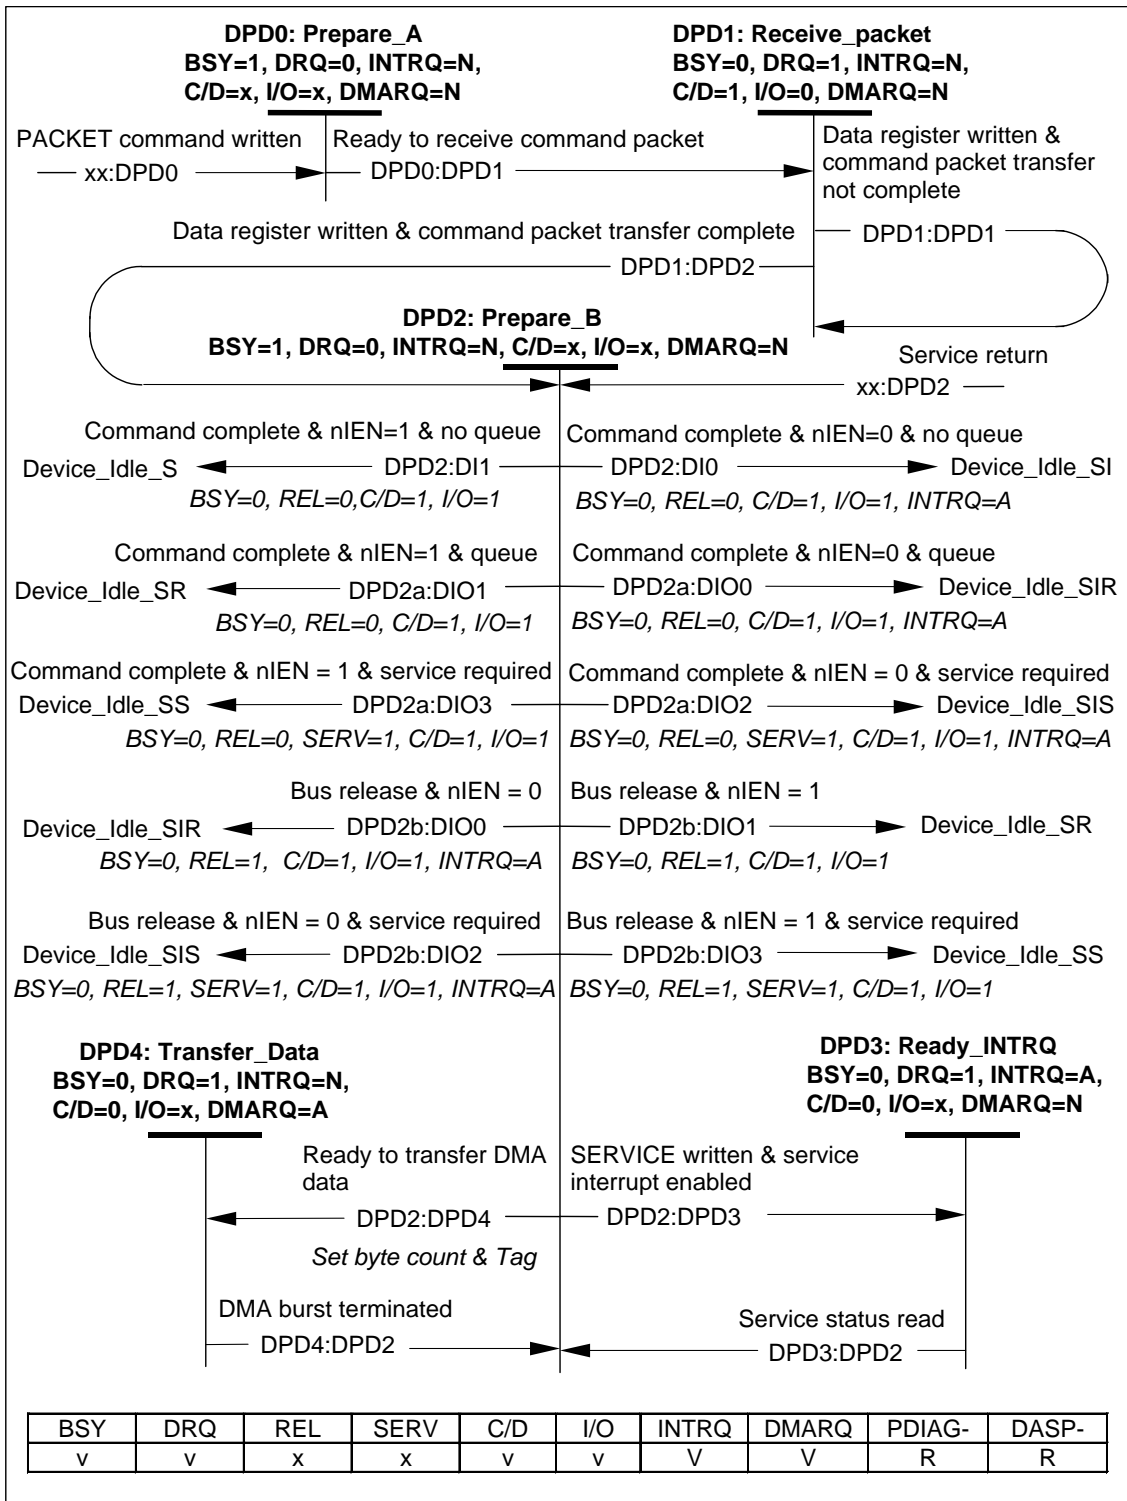 DPD0: Prepare_A
BSY=1, DRQ=0, INTRQ=N,
C/D=x, I/O=x, DMARQ=N
DPD1: Receive_packet
BSY=0, DRQ=1, INTRQ=N,
C/D=1, I/O=0, DMARQ=N
PACKET command written
xx:DPD0
Ready to receive command packet
DPD0:DPD1
Data register written &
command packet transfer
not complete
DPD1:DPD1
Data register written & command packet transfer complete
DPD1:DPD2
DPD2: Prepare_B
BSY=1, DRQ=0, INTRQ=N, C/D=x, I/O=x, DMARQ=N
Service return
xx:DPD2
Command complete & nIEN=1 & no queue
Device_Idle_S
DPD2:DI1
BSY=0, REL=0,C/D=1, I/O=1
Command complete & nIEN=0 & no queue
DPD2:DI0
Device_Idle_SI
BSY=0, REL=0, C/D=1, I/O=1, INTRQ=A
Command complete & nIEN=1 & queue
Device_Idle_SR
DPD2a:DIO1
BSY=0, REL=0, C/D=1, I/O=1
Command complete & nIEN=0 & queue
DPD2a:DIO0
Device_Idle_SIR
BSY=0, REL=0, C/D=1, I/O=1, INTRQ=A
Command complete & nIEN = 1 & service required
Device_Idle_SS
DPD2a:DIO3
BSY=0, REL=0, SERV=1, C/D=1, I/O=1
Command complete & nIEN = 0 & service required
DPD2a:DIO2
Device_Idle_SIS
BSY=0, REL=0, SERV=1, C/D=1, I/O=1, INTRQ=A
Bus release & nIEN = 0
Device_Idle_SIR
DPD2b:DIO0
BSY=0, REL=1, C/D=1, I/O=1, INTRQ=A
Bus release & nIEN = 1
DPD2b:DIO1
Device_Idle_SR
BSY=0, REL=1, C/D=1, I/O=1
Bus release & nIEN = 0 & service required
Device_Idle_SIS
DPD2b:DIO2
BSY=0, REL=1, SERV=1, C/D=1, I/O=1, INTRQ=A
Bus release & nIEN = 1 & service required
DPD2b:DIO3
Device_Idle_SS
BSY=0, REL=1, SERV=1, C/D=1, I/O=1
DPD4: Transfer_Data
BSY=0, DRQ=1, INTRQ=N,
C/D=0, I/O=x, DMARQ=A
DPD3: Ready_INTRQ
BSY=0, DRQ=1, INTRQ=A,
C/D=0, I/O=x, DMARQ=N
Ready to transfer DMA
data
DPD2:DPD4
Set byte count & Tag
SERVICE written & service
interrupt enabled
DPD2:DPD3
DMA burst terminated
DPD4:DPD2
Service status read
DPD3:DPD2
BSY DRQ REL SERV C/D I/O INTRQ DMARQ PDIAG- DASP-
v v x x v v V V R R